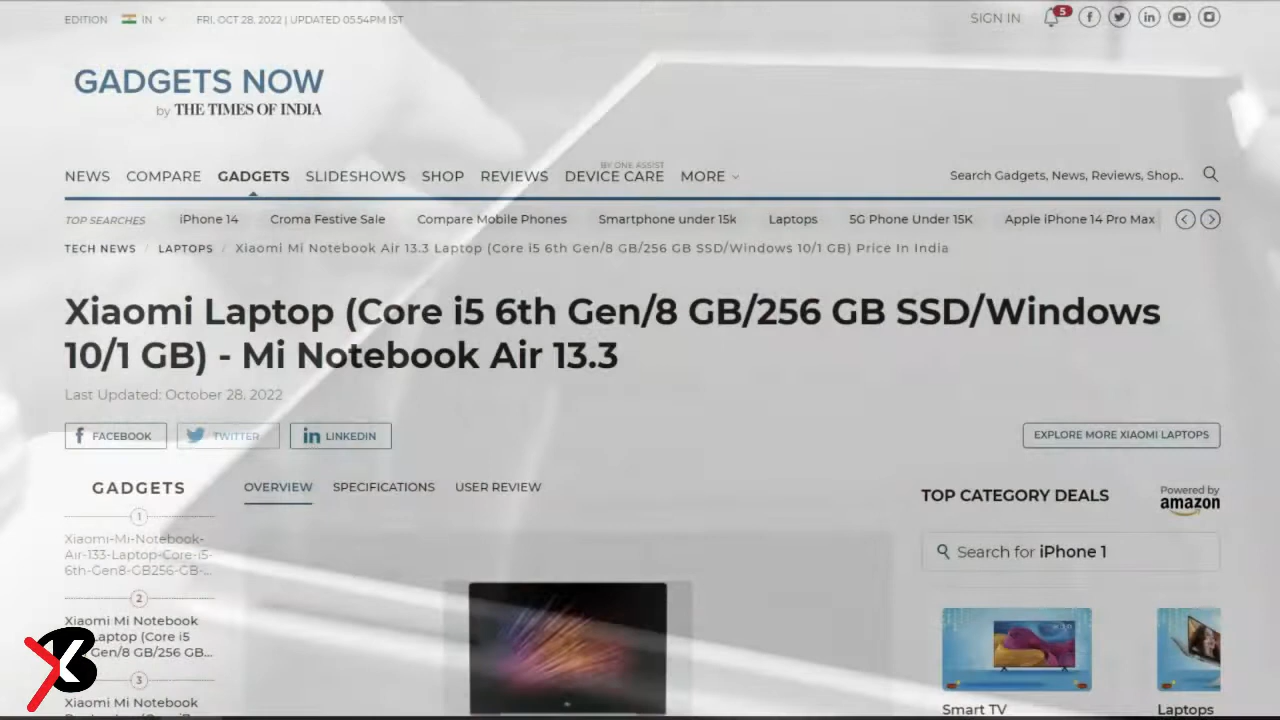 EDITION IN FRI, OCT 28, 2022 | UPDATED 05.54PM IST SIGN IN 5
GADGETS NOW
by THE TIMES OF INDIA
BY ONE ASSIST
NEWS COMPARE GADGETS SLIDESHOWS SHOP REVIEWS DEVICE CARE MORE Search Gadgets, News, Reviews, Shop..
TOP SEARCHES iPhone 14 Croma Festive Sale Compare Mobile Phones Smartphone under 15k Laptops 5G Phone Under 15K Apple iPhone 14 Pro Max
TECH NEWS / LAPTOPS / Xiaomi Mi Notebook Air 13.3 Laptop (Core i5 6th Gen/8 GB/256 GB SSD/Windows 10/1 GB) Price In India
Xiaomi Laptop (Core i5 6th Gen/8 GB/256 GB SSD/Windows
10/1 GB) - Mi Notebook Air 13.3
Last Updated: October 28, 2022
FACEBOOK TWITTER LINKEDIN EXPLORE MORE XIAOMI LAPTOPS
GADGETS OVERVIEW SPECIFICATIONS USER REVIEW
TOP CATEGORY DEALS Powered by
amazon
1
Xiaomi-Mi-Notebook-
Air-133-Laptop-Core-i5-
6th-Gen8-GB256-GB-...
Search for iPhone 1
2
Xiaomi Mi Notebook
Laptop (Core i5
Gen/8 GB/256 GB...
3
Xiaomi Mi Notebook
Smart TV Laptops